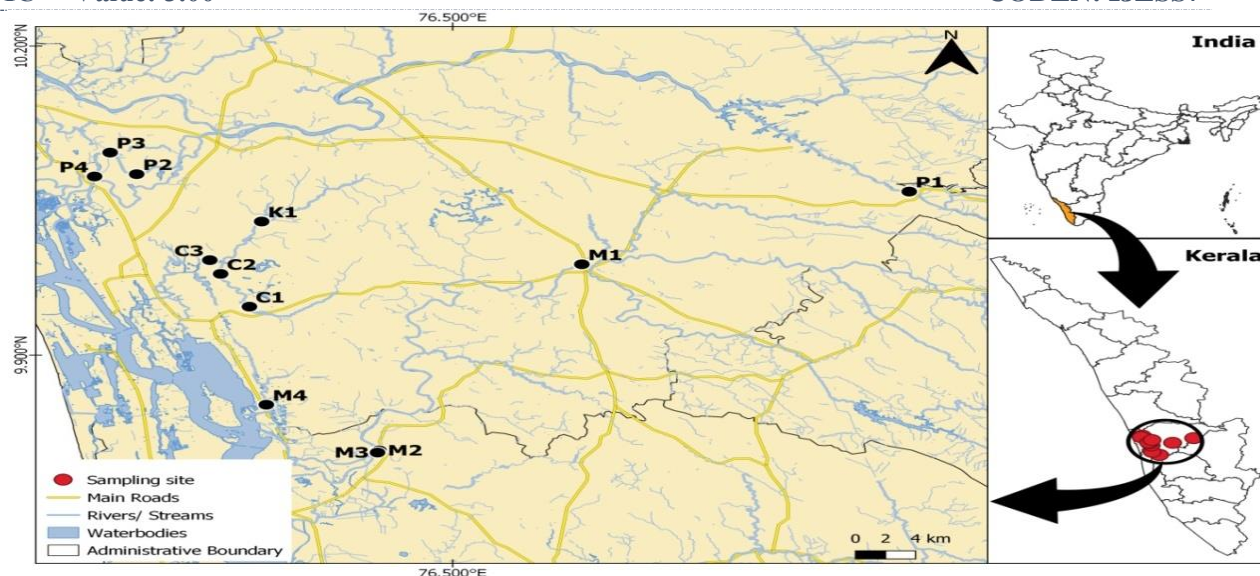 76.500°E
10.200°N
N
India
P3
P4 P2
P1
K1
C3
C2
M1
C1
Kerala
9.900°N
M4
M3 M2
Sampling site
Main Roads
Rivers/ Streams
Waterbodies
Administrative Boundary
0 2 4 km
76.500°E